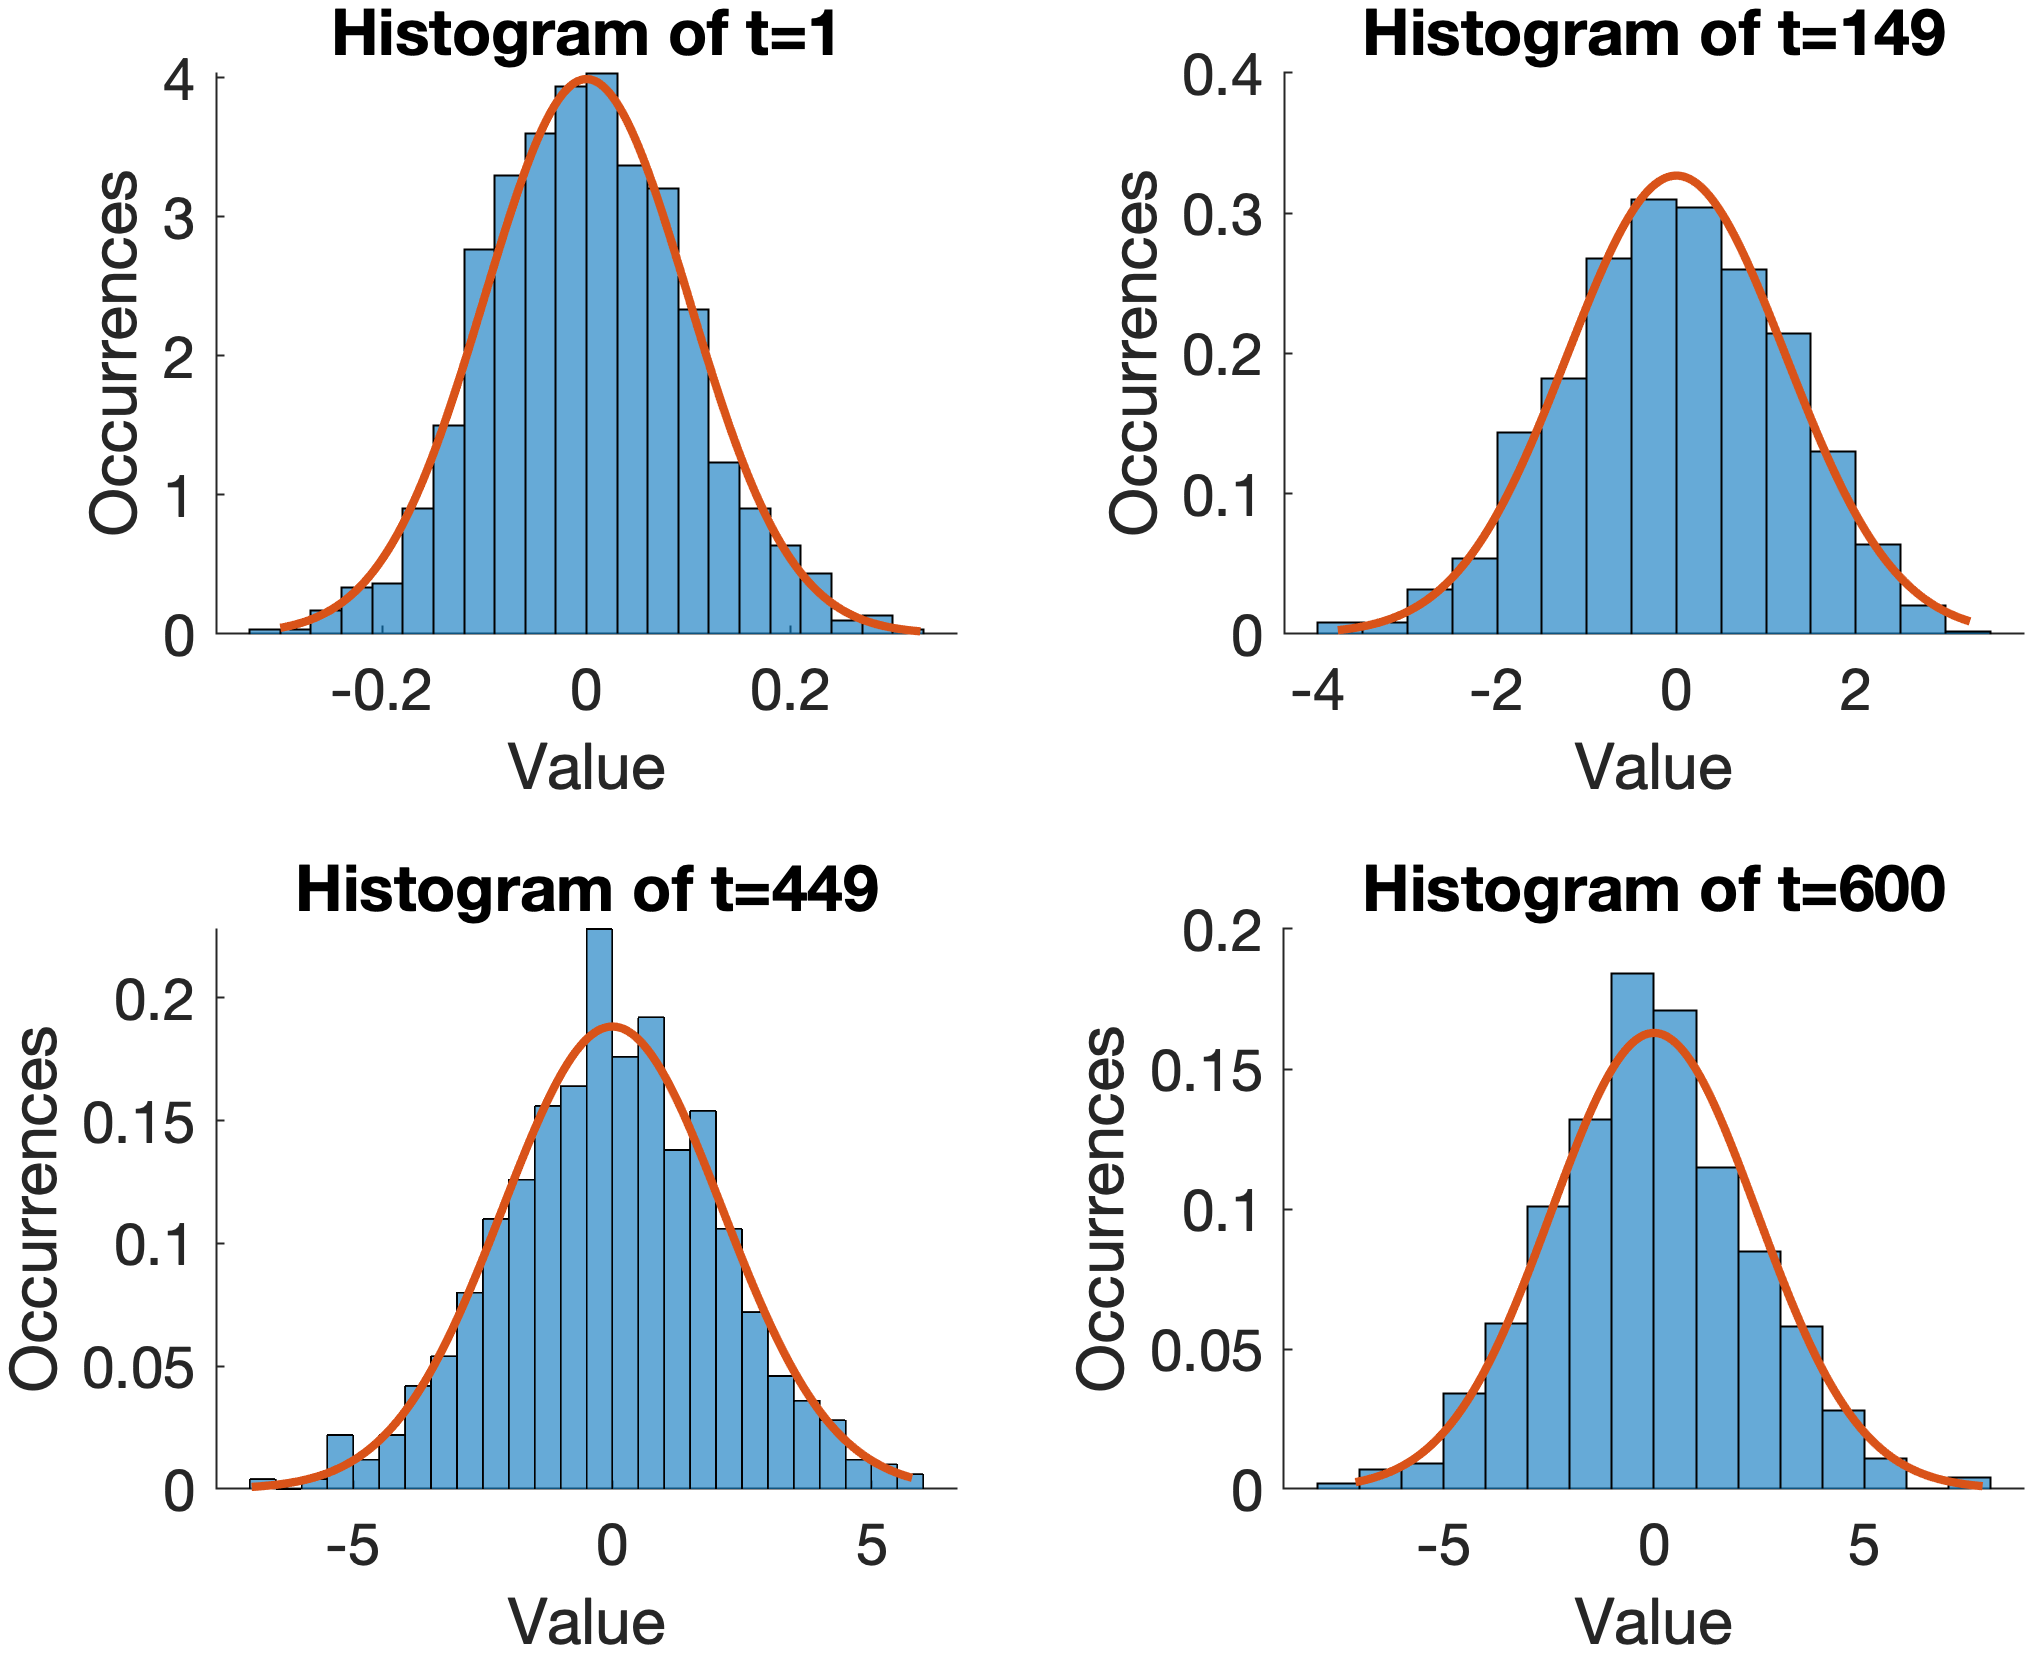 Histogram of t=1
4
3
2
1
0
Occurrences
-0.2 0 0.2
Value
Histogram of t=149
0.4
0.3
0.2
0.1
0
Occurrences
-4 -2 0 2
Value
Histogram of t=449
0.2
0.15
0.1
0.05
0
Occurrences
-5 0 5
Value
Histogram of t=600
0.2
0.15
0.1
0.05
0
Occurrences
-5 0 5
Value